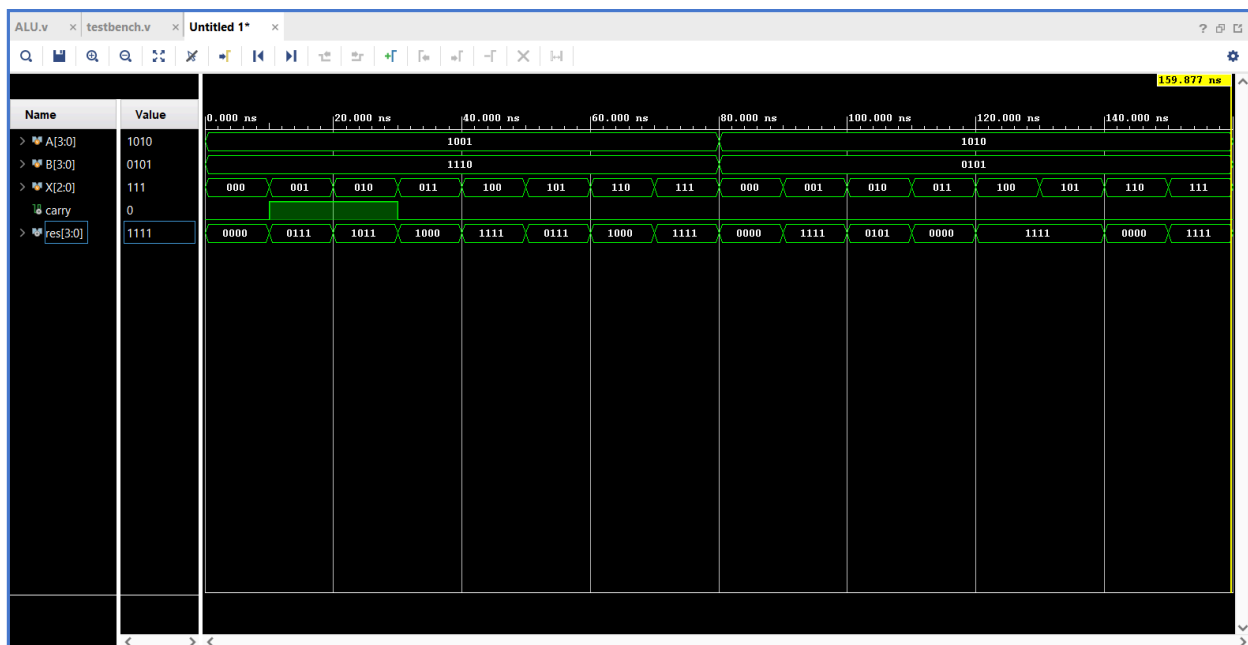 ALU.v × testbench.v × Untitled 1* × ?
159.877 ns
Name Value 0.000 ns 20.000 ns 40.000 ns 60.000 ns 80.000 ns 100.000 ns 120.000 ns 140.000 ns
A[3:0] 1010 1001 1010
B[3:0] 0101 1110 0101
X[2:0] 111 000 001 010 011 100 101 110 111 000 001 010 011 100 101 110 111
carry 0
res[3:0] 1111 0000 0111 1011 1000 1111 0111 1000 1111 0000 1111 0101 0000 1111 0000 1111